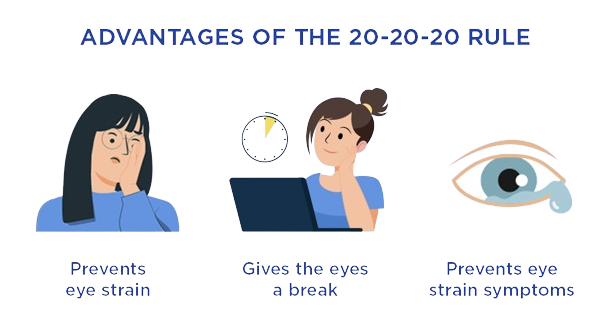 ADVANTAGES OF THE 20-20-20 RULE
Prevents
eye strain
Gives the eyes
a break
Prevents eye
strain symptoms